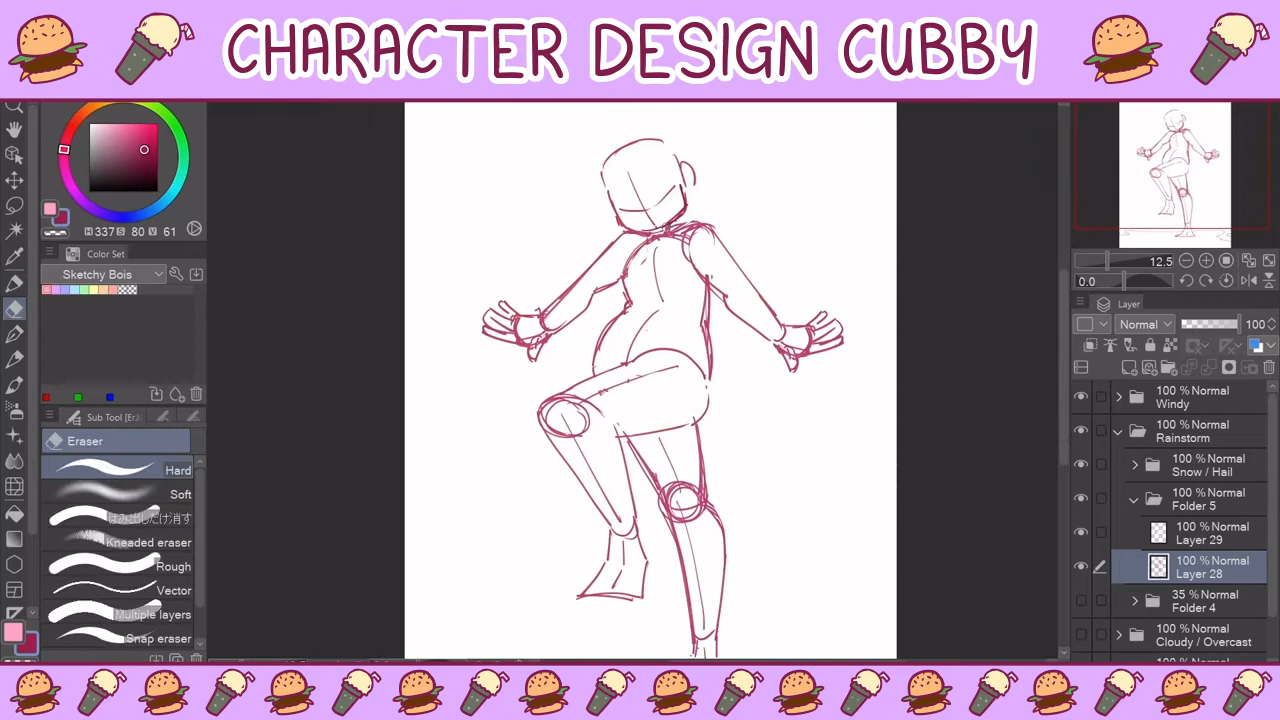 CHARACTER DESIGN CUBBY
H 337 S 80 V 61
Color Set
Sketchy Bois
Sub Tool [Er
Eraser
Hard
Soft
はみ出しだけ消す
Kneaded eraser
Rough
Vector
Multiple layers
Snap eraser
12.5
0.0
Layer
Normal
100
100 % Normal
Windy
100 % Normal
Rainstorm
100 % Normal
Snow / Hail
100 % Normal
Folder 5
100 % Normal
Layer 29
100 % Normal
Layer 28
35 % Normal
Folder 4
100 % Normal
Cloudy / Overcast